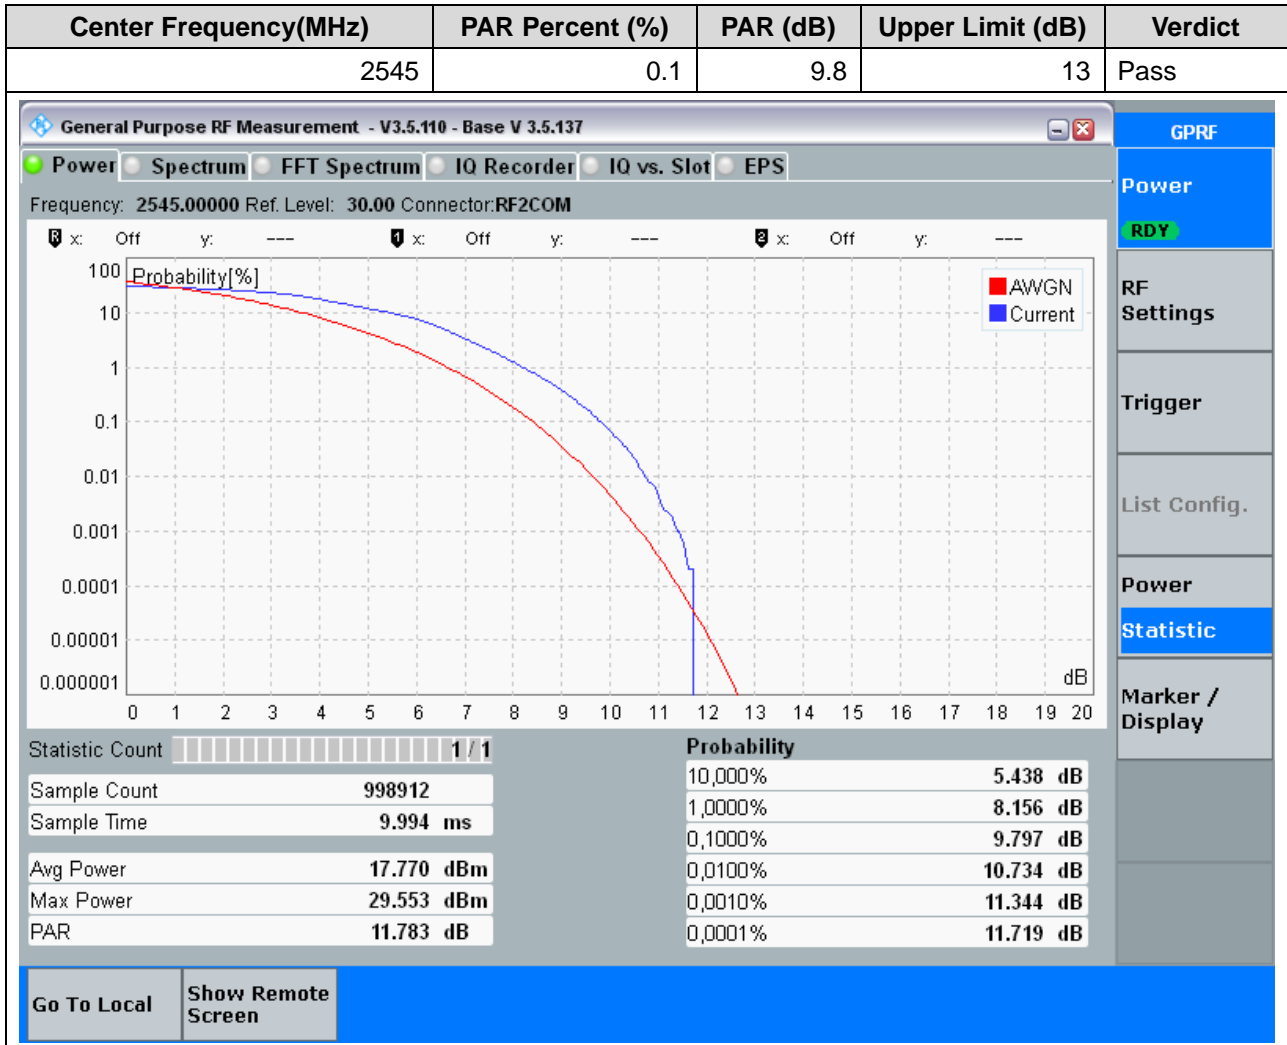 Center Frequency(MHz) PAR Percent (%) PAR (dB) Upper Limit (dB) Verdict
2545 0.1 9.8 13 Pass
General Purpose RF Measurement - V3.5.110 - Base V 3.5.137
GPRF
Power Spectrum FFT Spectrum IQ Recorder IQ vs. Slot EPS
Power
RDY
Frequency: 2545.00000 Ref. Level: 30.00 Connector:RF2COM
R x: Off y: --- 1 x: Off y: --- 2 x: Off y: ---
Probability[%]
AWGN
Current
100
10
1
0.1
0.01
0.001
0.0001
0.00001
0.000001
dB
0 1 2 3 4 5 6 7 8 9 10 11 12 13 14 15 16 17 18 19 20
RF
Settings
Trigger
List Config.
Power
Statistic
Marker /
Display
Statistic Count 1 / 1
Sample Count 998912
Sample Time 9.994 ms
Avg Power 17.770 dBm
Max Power 29.553 dBm
PAR 11.783 dB
Probability
10,000% 5.438 dB
1,0000% 8.156 dB
0,1000% 9.797 dB
0,0100% 10.734 dB
0,0010% 11.344 dB
0,0001% 11.719 dB
Go To Local
Show Remote
Screen